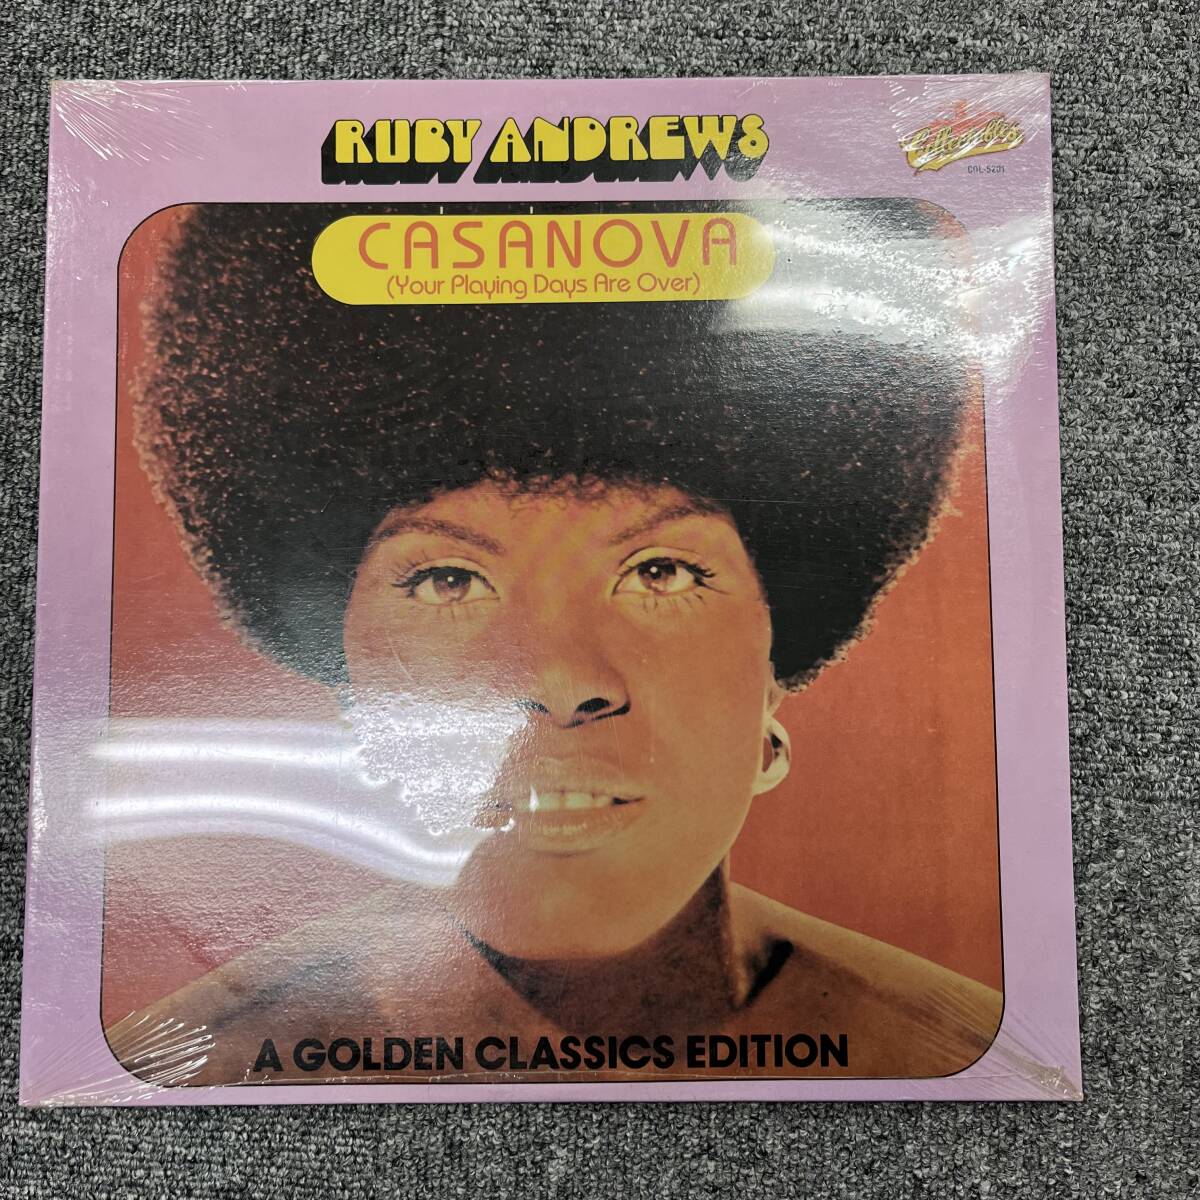 RUBY ANDREWS
Collectables
COL-5201
CASANOVA
(Your Playing Days Are Over)
A GOLDEN CLASSICS EDITION